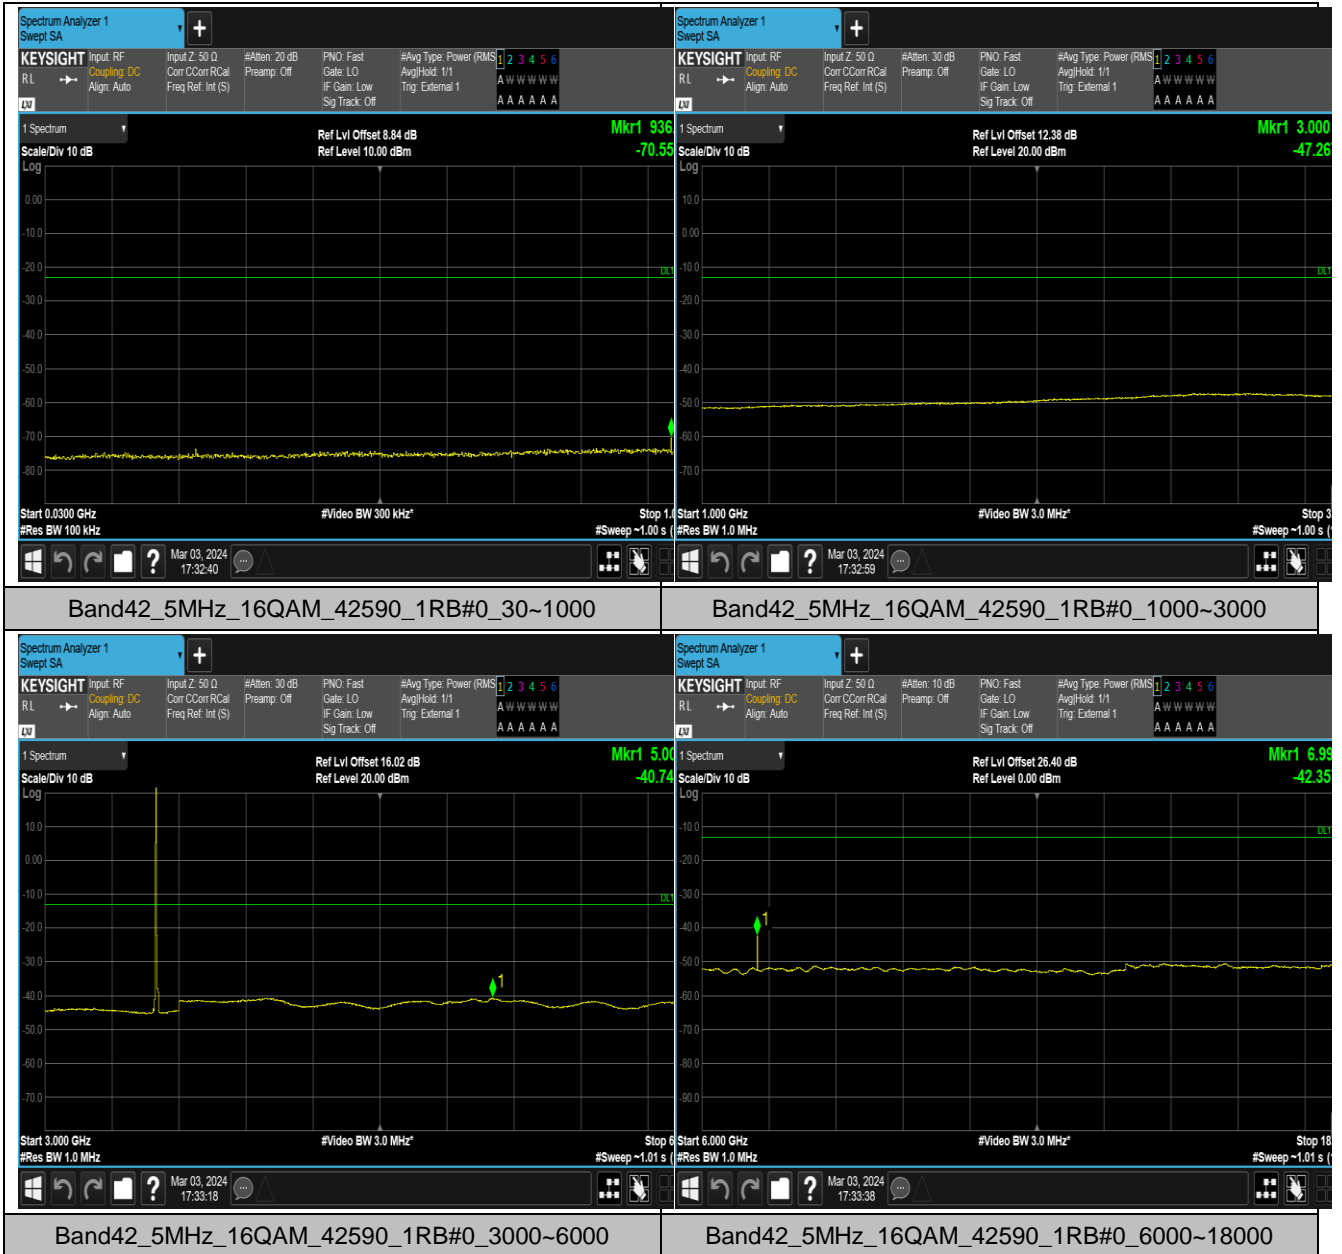 Spectrum Analyzer 1
Swept SA
+
KEYSIGHT Input: RF Input Z: 50 Ω #Atten: 20 dB PNO: Fast #Avg Type: Power (RMS 1 2 3 4 5 6
RL Coupling: DC Corr CCorr RCal Preamp: Off Gate: LO Avg|Hold: 1/1 A W W W W W
Align: Auto Freq Ref: Int (S) IF Gain: Low Trig: External 1
LXI Sig Track: Off A A A A A A
1 Spectrum Ref Lvl Offset 8.84 dB Mkr1 936.
Scale/Div 10 dB Ref Level 10.00 dBm -70.55
Log
0.00
-10.0
-20.0
DL1
-30.0
-40.0
-50.0
-60.0
-70.0
-80.0
Start 0.0300 GHz #Video BW 300 kHz* Stop 1.0
#Res BW 100 kHz #Sweep ~1.00 s (
? Mar 03, 2024
17:32:40
Band42_5MHz_16QAM_42590_1RB#0_30~1000
Spectrum Analyzer 1
Swept SA
+
KEYSIGHT Input: RF Input Z: 50 Ω #Atten: 30 dB PNO: Fast #Avg Type: Power (RMS 1 2 3 4 5 6
RL Coupling: DC Corr CCorr RCal Preamp: Off Gate: LO Avg|Hold: 1/1 A W W W W W
Align: Auto Freq Ref: Int (S) IF Gain: Low Trig: External 1
LXI Sig Track: Off A A A A A A
1 Spectrum Ref Lvl Offset 12.38 dB Mkr1 3.000
Scale/Div 10 dB Ref Level 20.00 dBm -47.26
Log
10.0
0.00
-10.0
DL1
-20.0
-30.0
-40.0
-50.0
-60.0
-70.0
Start 1.000 GHz #Video BW 3.0 MHz* Stop 3
#Res BW 1.0 MHz #Sweep ~1.00 s (
? Mar 03, 2024
17:32:59
Band42_5MHz_16QAM_42590_1RB#0_1000~3000
Spectrum Analyzer 1
Swept SA
+
KEYSIGHT Input: RF Input Z: 50 Ω #Atten: 30 dB PNO: Fast #Avg Type: Power (RMS 1 2 3 4 5 6
RL Coupling: DC Corr CCorr RCal Preamp: Off Gate: LO Avg|Hold: 1/1 A W W W W W
Align: Auto Freq Ref: Int (S) IF Gain: Low Trig: External 1
LXI Sig Track: Off A A A A A A
1 Spectrum Ref Lvl Offset 16.02 dB Mkr1 5.00
Scale/Div 10 dB Ref Level 20.00 dBm -40.74
Log
10.0
0.00
-10.0
DL1
-20.0
-30.0
1
-40.0
-50.0
-60.0
-70.0
Start 3.000 GHz #Video BW 3.0 MHz* Stop 6
#Res BW 1.0 MHz #Sweep ~1.01 s (
? Mar 03, 2024
17:33:18
Band42_5MHz_16QAM_42590_1RB#0_3000~6000
Spectrum Analyzer 1
Swept SA
+
KEYSIGHT Input: RF Input Z: 50 Ω #Atten: 10 dB PNO: Fast #Avg Type: Power (RMS 1 2 3 4 5 6
RL Coupling: DC Corr CCorr RCal Preamp: Off Gate: LO Avg|Hold: 1/1 A W W W W W
Align: Auto Freq Ref: Int (S) IF Gain: Low Trig: External 1
LXI Sig Track: Off A A A A A A
1 Spectrum Ref Lvl Offset 26.40 dB Mkr1 6.99
Scale/Div 10 dB Ref Level 0.00 dBm -42.35
Log
-10.0
DL1
-20.0
-30.0
1
-40.0
-50.0
-60.0
-70.0
-80.0
-90.0
Start 6.000 GHz #Video BW 3.0 MHz* Stop 18
#Res BW 1.0 MHz #Sweep ~1.01 s (
? Mar 03, 2024
17:33:38
Band42_5MHz_16QAM_42590_1RB#0_6000~18000